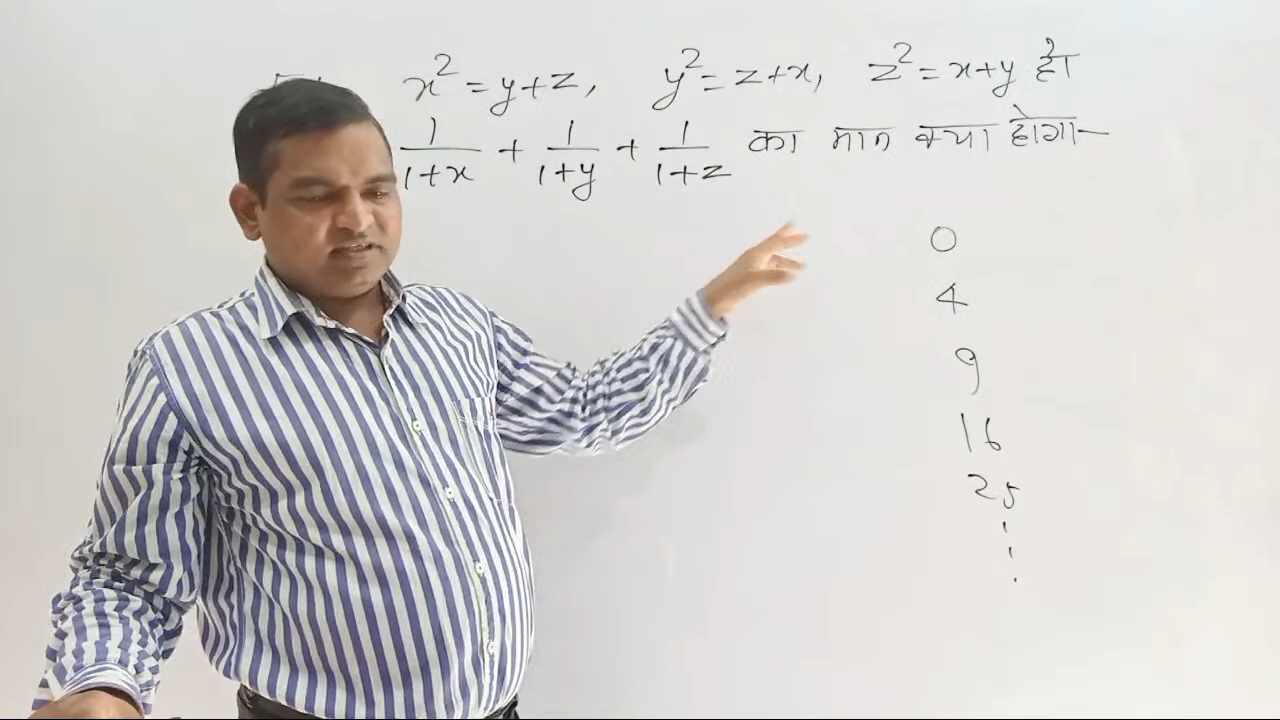 x² = y+z, y² = z+x, z² = x+y हो
1/(1+x) + 1/(1+y) + 1/(1+z) का मान क्या होगा–
0
4
9
16
25